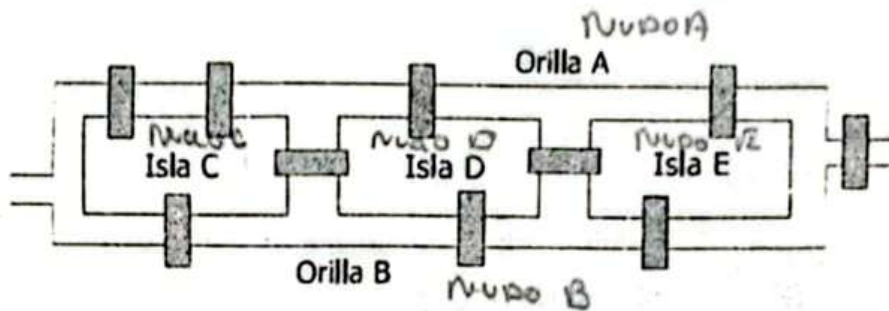 NUDO A
Orilla A
NUDO C NUDO D NUDO E
Isla C Isla D Isla E
Orilla B
NUDO B